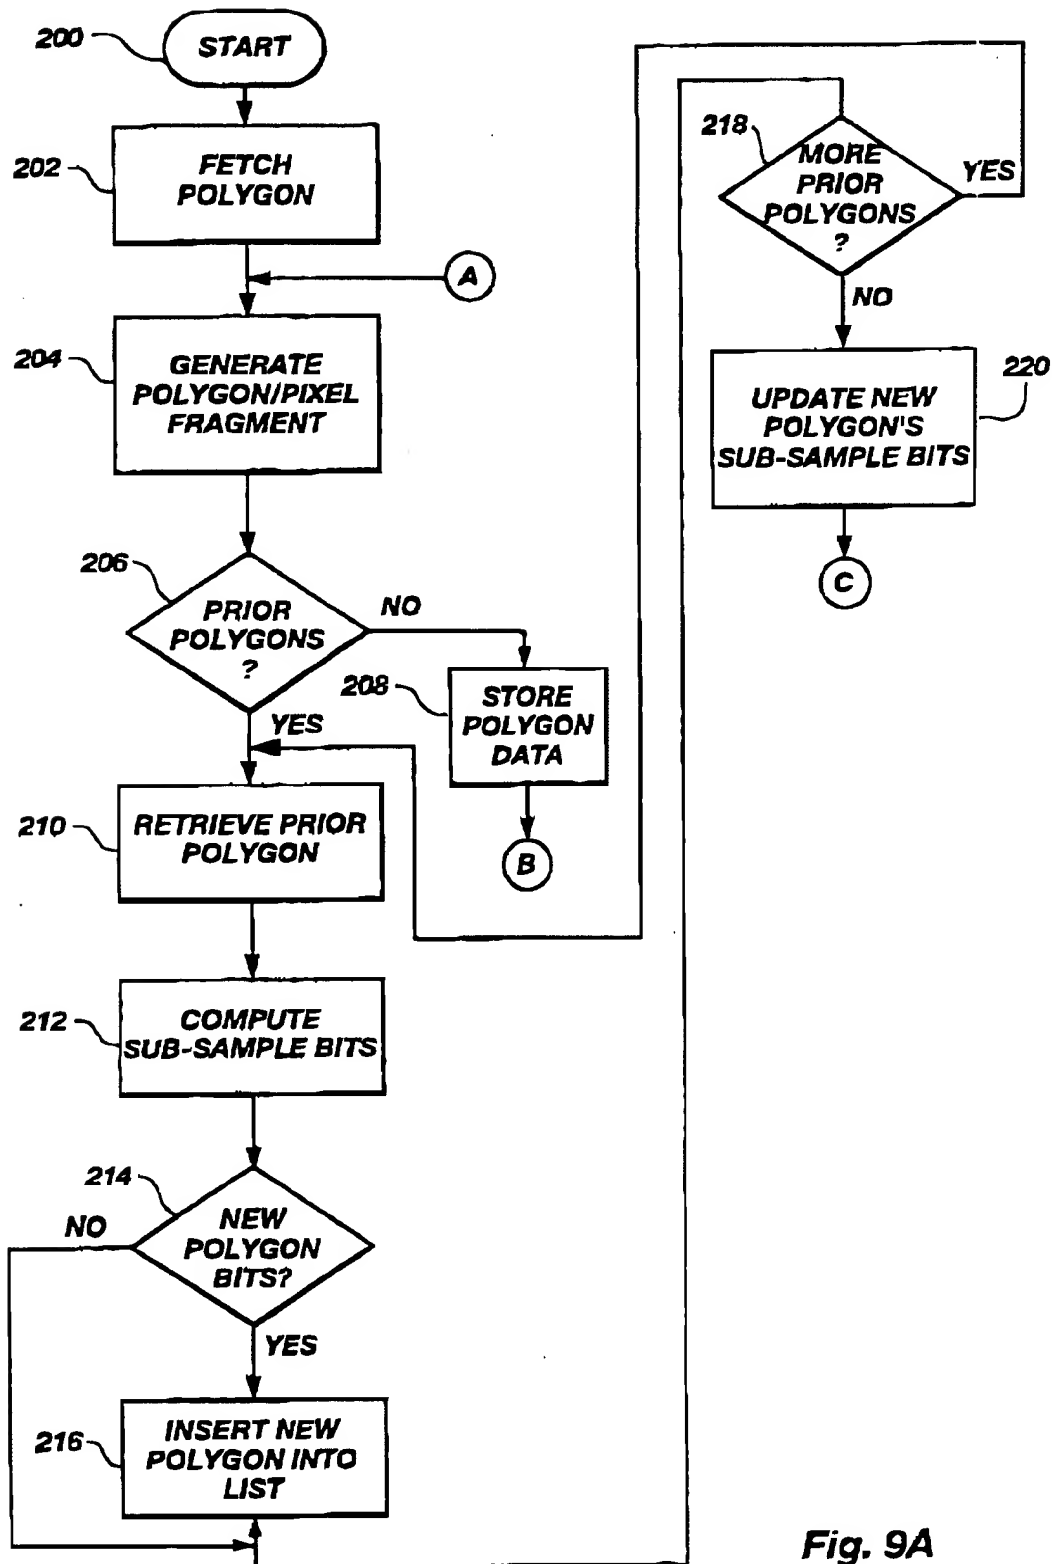 200
START
202
FETCH
POLYGON
A
204
GENERATE
POLYGON/PIXEL
FRAGMENT
206
PRIOR
POLYGONS
?
NO
YES
208
STORE
POLYGON
DATA
B
210
RETRIEVE PRIOR
POLYGON
212
COMPUTE
SUB-SAMPLE BITS
214
NEW
POLYGON
BITS?
NO
YES
216
INSERT NEW
POLYGON INTO
LIST
218
MORE
PRIOR
POLYGONS
?
YES
NO
220
UPDATE NEW
POLYGON'S
SUB-SAMPLE BITS
C
Fig. 9A